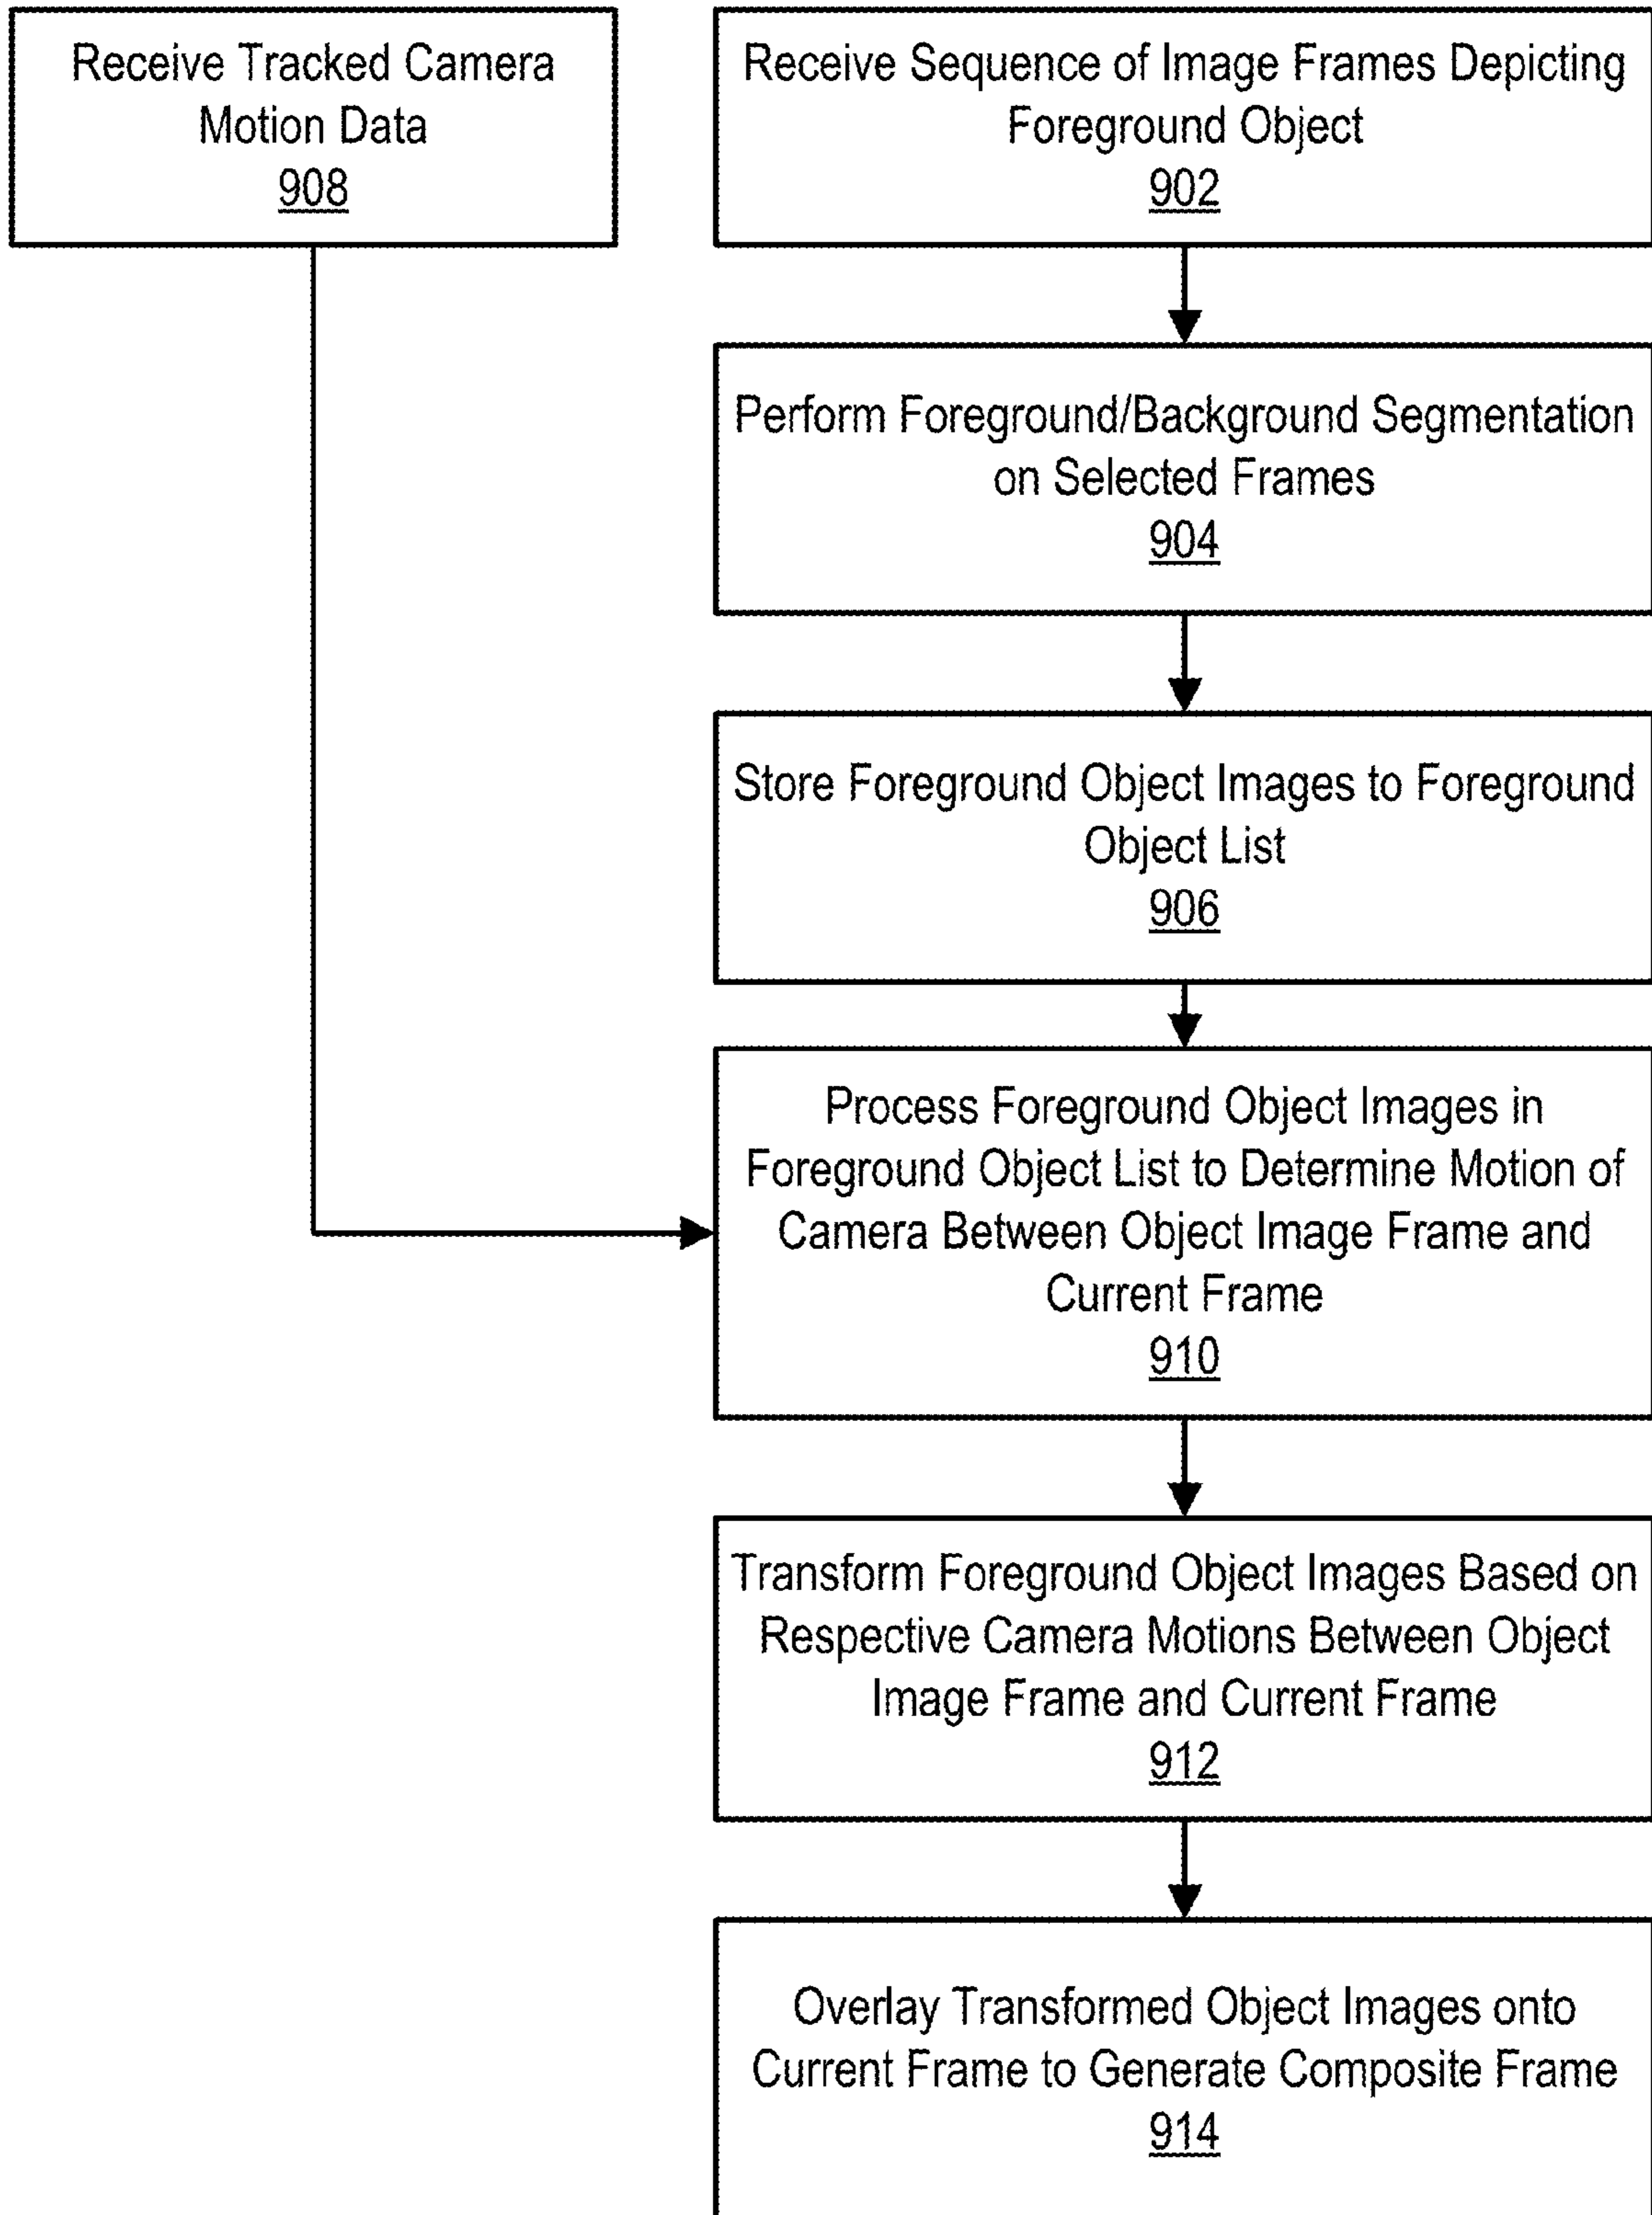 Receive Tracked Camera
Motion Data
908
Receive Sequence of Image Frames Depicting
Foreground Object
902
Perform Foreground/Background Segmentation
on Selected Frames
904
Store Foreground Object Images to Foreground
Object List
906
Process Foreground Object Images in
Foreground Object List to Determine Motion of
Camera Between Object Image Frame and
Current Frame
910
Transform Foreground Object Images Based on
Respective Camera Motions Between Object
Image Frame and Current Frame
912
Overlay Transformed Object Images onto
Current Frame to Generate Composite Frame
914